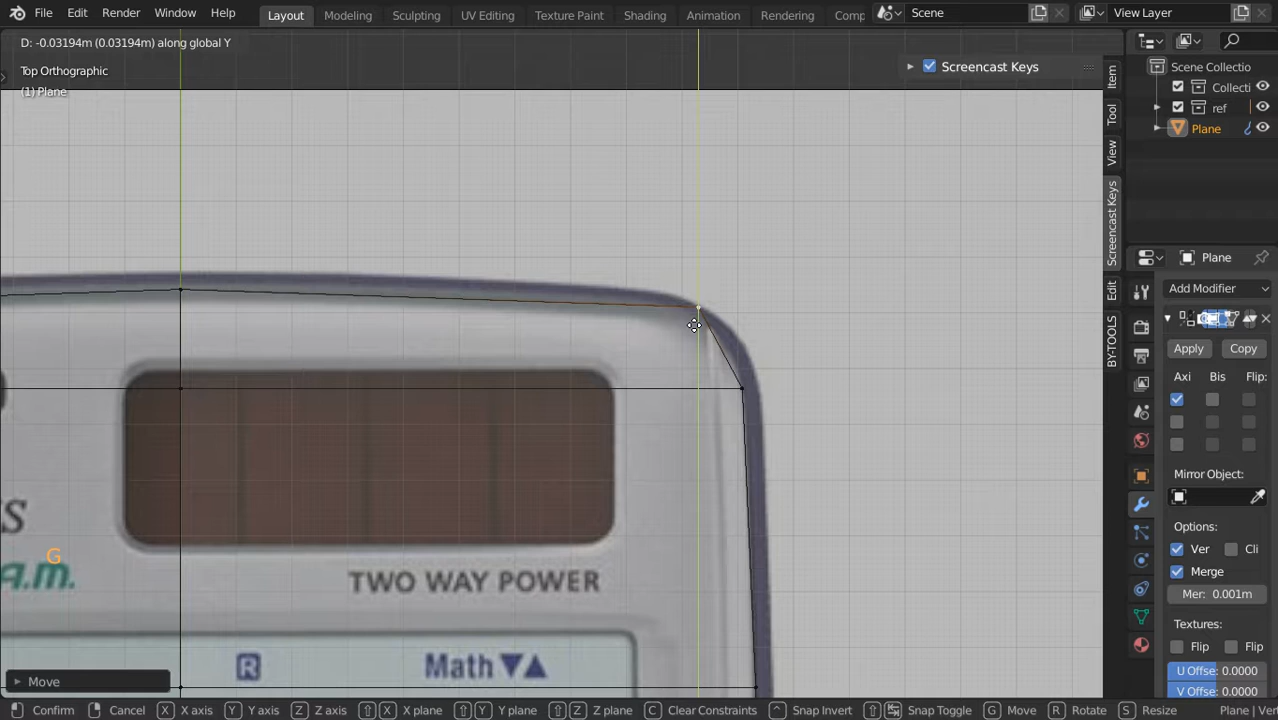 File Edit Render Window Help Layout Modeling Sculpting UV Editing Texture Paint Shading Animation Rendering Comp Scene View Layer
D: -0.03194m (0.03194m) along global Y
Top Orthographic
(1) Plane
Screencast Keys
Item
Tool
View
Screencast Keys
Edit
BY-TOOLS
Scene Collectio
Collecti
ref
Plane
Plane
Add Modifier
Apply Copy
Axi Bis Flip:
Mirror Object:
Options:
Ver Cli
Merge
Mer: 0.001m
Textures:
Flip Flip
U Offse: 0.0000
V Offse: 0.0000
S
G
a.m.
TWO WAY POWER
R Math ▼▲
Move
Confirm Cancel X X axis Y Y axis Z Z axis X X plane Y Y plane Z Z plane C Clear Constraints Snap Invert Snap Toggle G Move R Rotate S Resize Plane | Ver